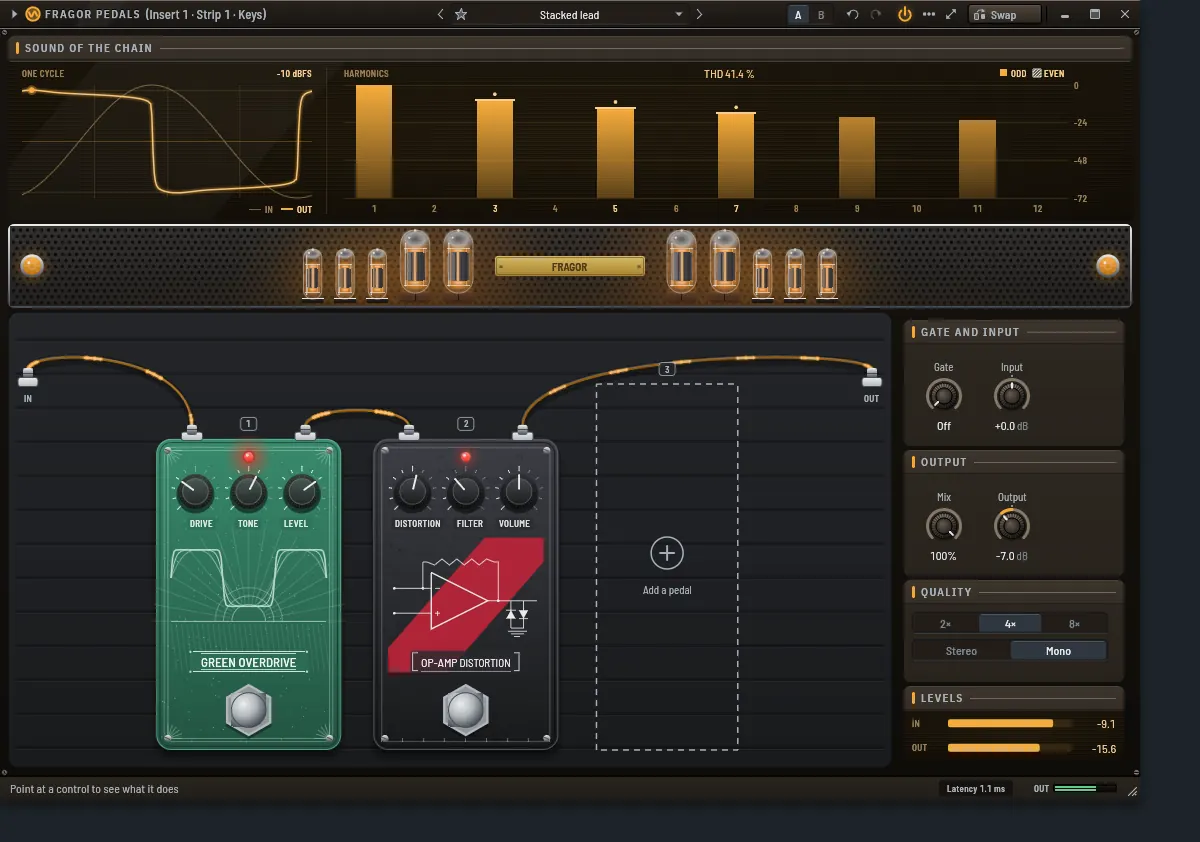 FRAGOR PEDALS (Insert 1 · Strip 1 · Keys)
Stacked lead
A B
Swap
SOUND OF THE CHAIN
ONE CYCLE -10 dBFS
IN OUT
HARMONICS THD 41.4 % ODD EVEN
0
-24
-48
-72
1 2 3 4 5 6 7 8 9 10 11 12
FRAGOR
IN
OUT
1
2
3
DRIVE TONE LEVEL
GREEN OVERDRIVE
DISTORTION FILTER VOLUME
OP-AMP DISTORTION
Add a pedal
GATE AND INPUT
Gate Input
Off +0.0 dB
OUTPUT
Mix Output
100% -7.0 dB
QUALITY
2× 4× 8×
Stereo Mono
LEVELS
IN -9.1
OUT -15.6
Point at a control to see what it does
Latency 1.1 ms
OUT